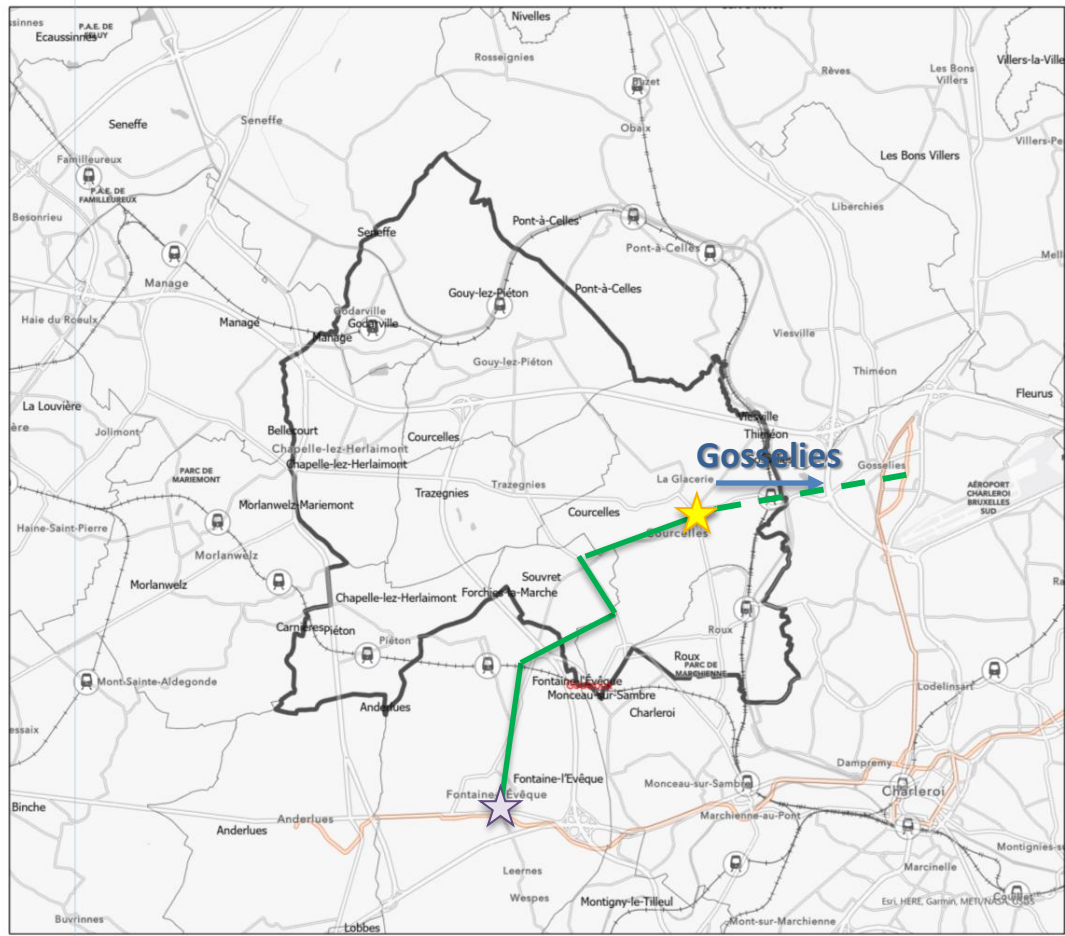 Nivelles
P.A.E. DE
FELUY
Ecaussinnes
Rosseignies
Rèves
Les Bons
Villers
Villers-la-Ville
Buzet
Obaix
Seneffe
Seneffe
Familleureux
P.A.E. DE
FAMILLEUREUX
Les Bons Villers
Besonrieu
Liberchies
Seneffe
Pont-à-Celles
Pont-à-Celles
Manage
Gouy-lez-Piéton
Pont-à-Celles
Haie du Rœulx
Managé
Godarville
Godarville
Manage
Viesville
Gouy-lez-Piéton
Thiméon
Fleurus
La Louvière
Jolimont
Bellecourt
Courcelles
Viesville
Thiméon
Chapelle-lez-Herlaimont
Chapelle-lez-Herlaimont
Gosselies
Gosselies
PARC DE
MARIEMONT
Trazegnies
Trazegnies
La Glacerie
AÉROPORT
CHARLEROI
BRUXELLES
SUD
Morlanwelz-Mariemont
Courcelles
Courcelles
Haine-Saint-Pierre
Morlanwelz
Morlanwelz
Souvret
Forchies-la-Marche
Chapelle-lez-Herlaimont
Carnières
Piéton
Piéton
Roux
Roux
PARC DE
MARCHIENNE
Mont-Sainte-Aldegonde
Fontaine-l'Évêque
Monceau-sur-Sambre
Lodelinsart
Anderlues
Charleroi
Dampremy
Fontaine-l'Evêque
Fontaine-l'Evêque
Monceau-sur-Sambre
Charleroi
Binche
Anderlues
Anderlues
Marchienne-au-Pont
Leernes
Marcinelle
Wespes
Montigny-le Tilleul
Buvrinnes
Lobbes
Mont-sur-Marchienne
Esri, HERE, Garmin, METI/NASA, USGS